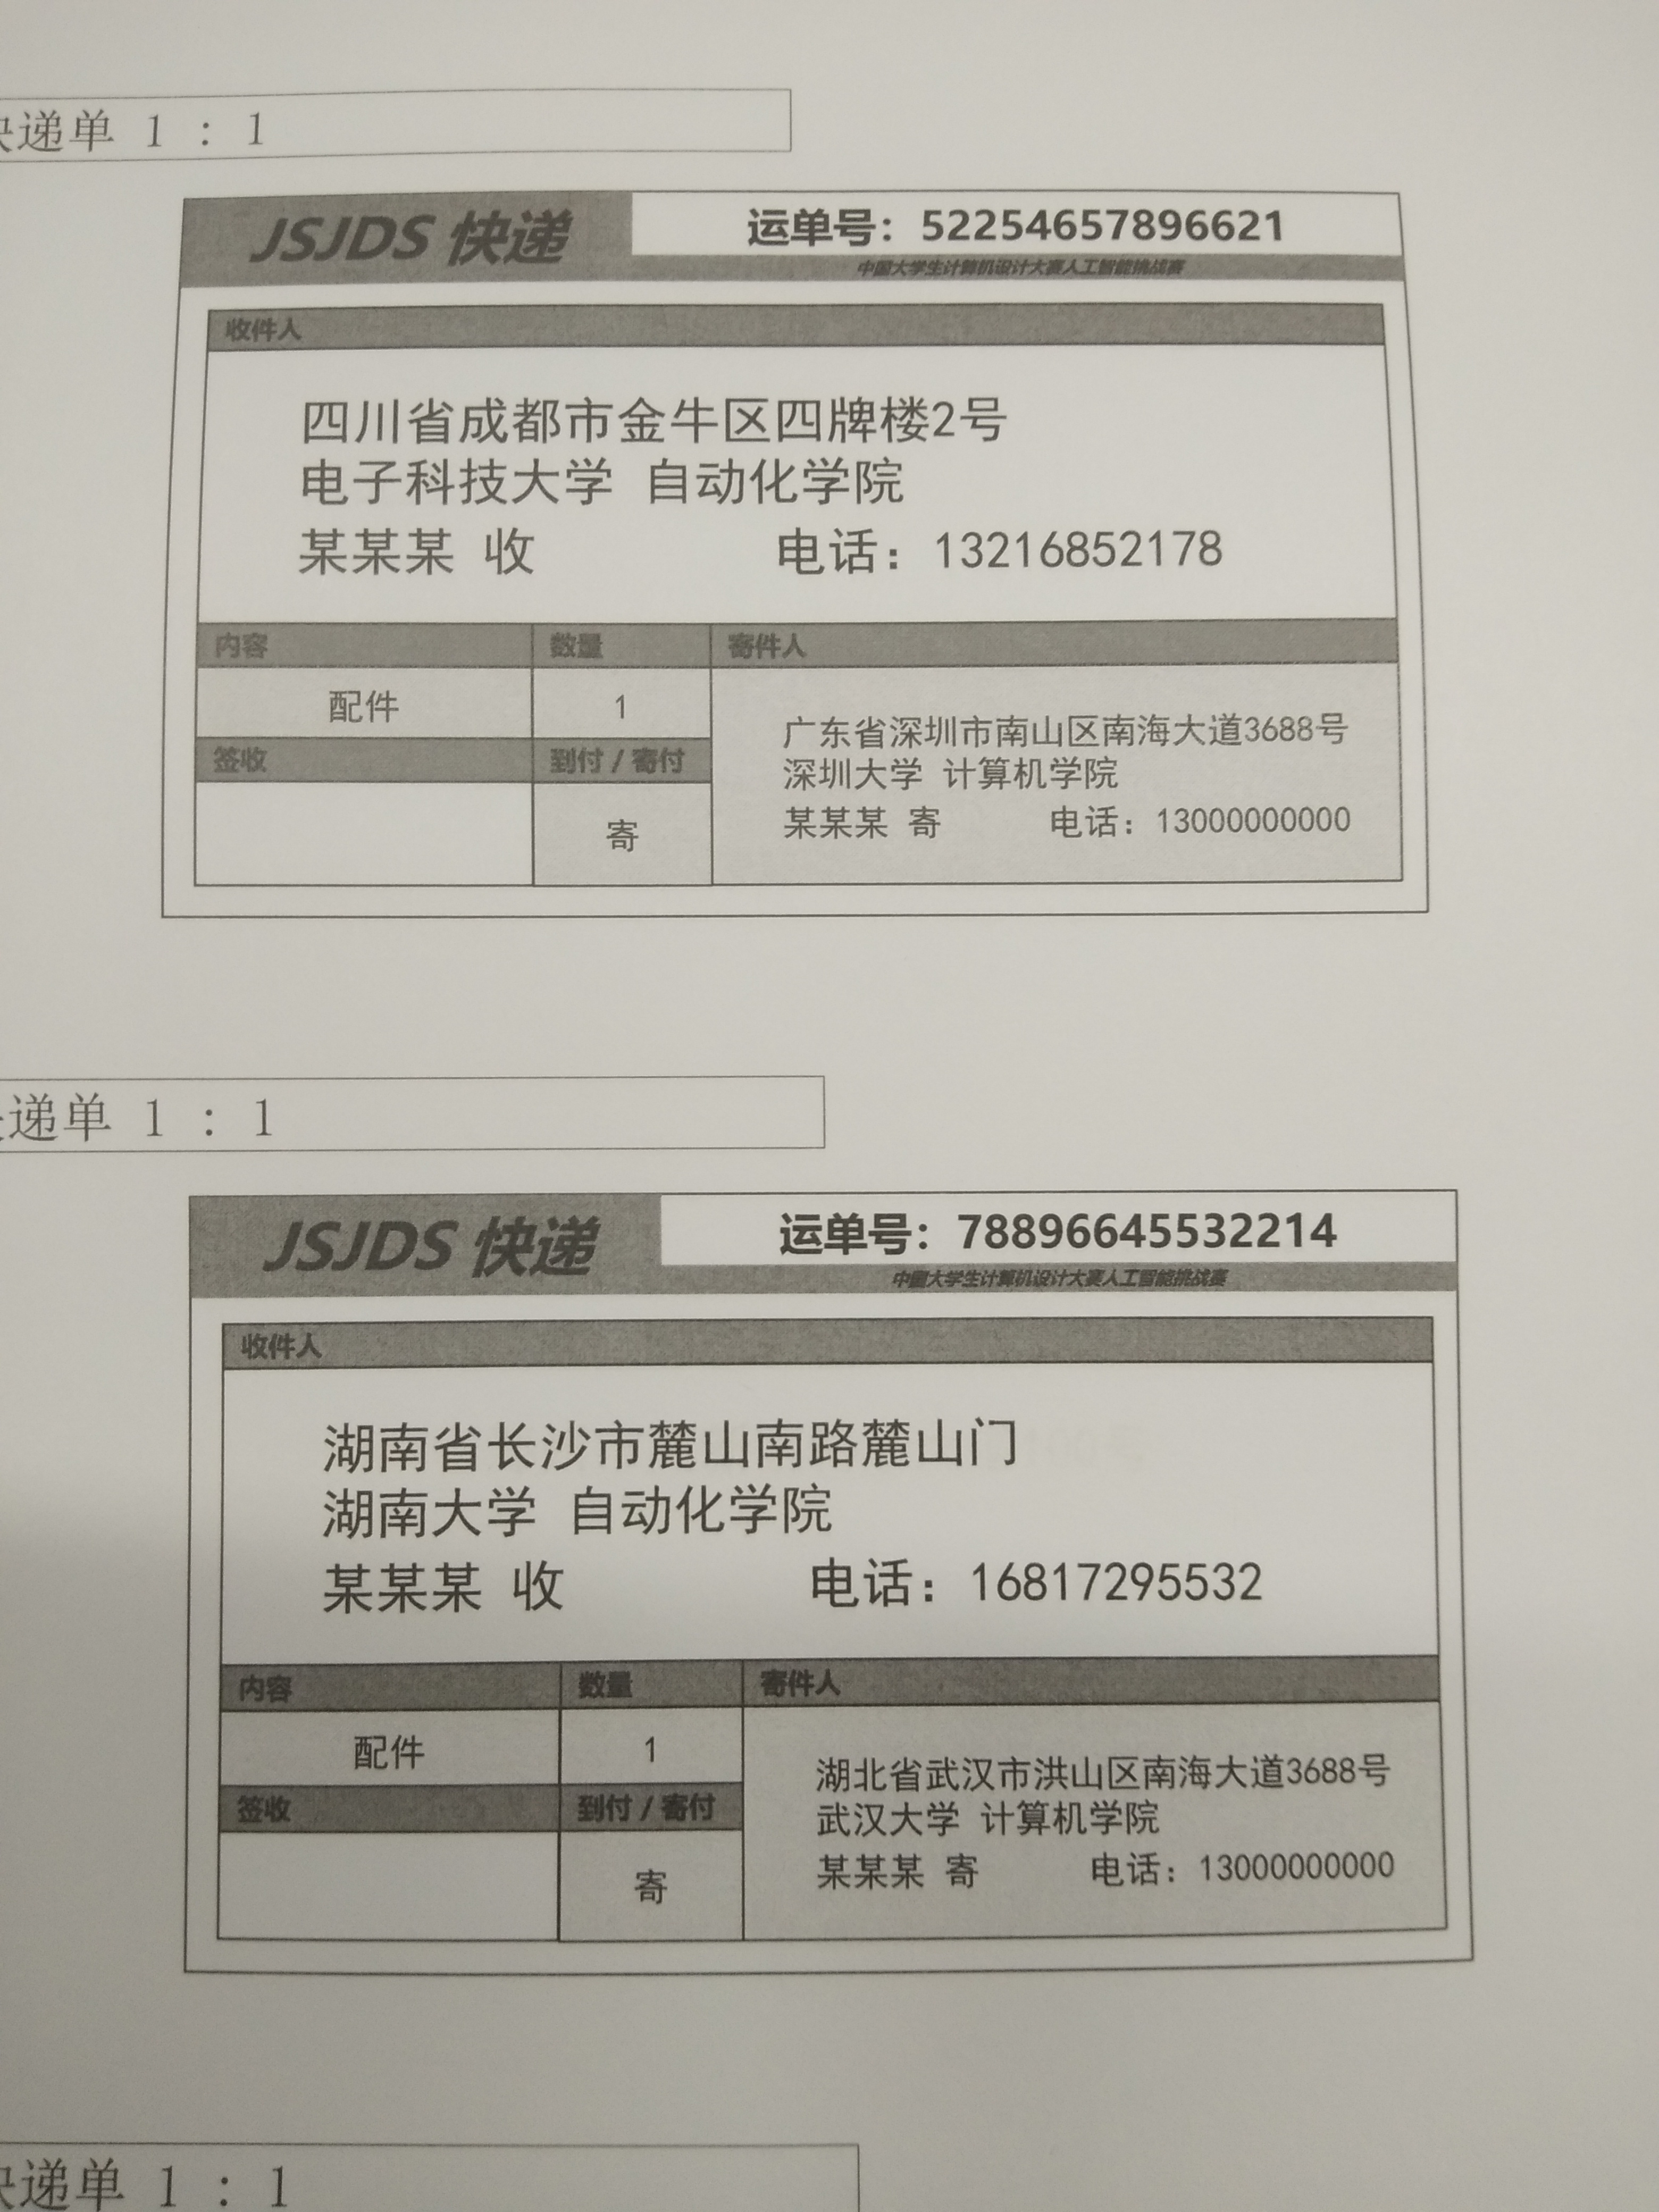 快递单 1 : 1
JSJDS 快递
运单号：52254657896621
中国大学生计算机设计大赛人工智能挑战赛
收件人
四川省成都市金牛区四牌楼2号
电子科技大学 自动化学院
某某某 收 电话：13216852178
内容 数量 寄件人
配件 1
签收 到付 / 寄付
寄
广东省深圳市南山区南海大道3688号
深圳大学 计算机学院
某某某 寄 电话：13000000000
快递单 1 : 1
JSJDS 快递
运单号：78896645532214
中国大学生计算机设计大赛人工智能挑战赛
收件人
湖南省长沙市麓山南路麓山门
湖南大学 自动化学院
某某某 收 电话：16817295532
内容 数量 寄件人
配件 1
签收 到付 / 寄付
寄
湖北省武汉市洪山区南海大道3688号
武汉大学 计算机学院
某某某 寄 电话：13000000000
快递单 1 : 1